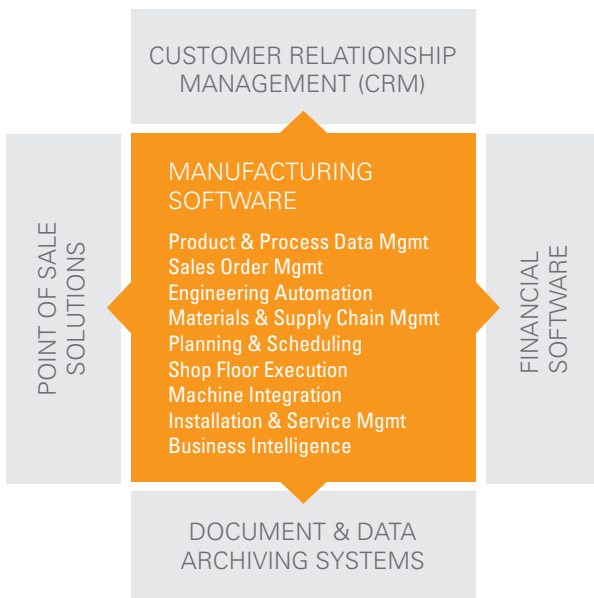 CUSTOMER RELATIONSHIP
MANAGEMENT (CRM)
POINT OF SALE
SOLUTIONS
MANUFACTURING
SOFTWARE
Product & Process Data Mgmt
Sales Order Mgmt
Engineering Automation
Materials & Supply Chain Mgmt
Planning & Scheduling
Shop Floor Execution
Machine Integration
Installation & Service Mgmt
Business Intelligence
FINANCIAL
SOFTWARE
DOCUMENT & DATA
ARCHIVING SYSTEMS